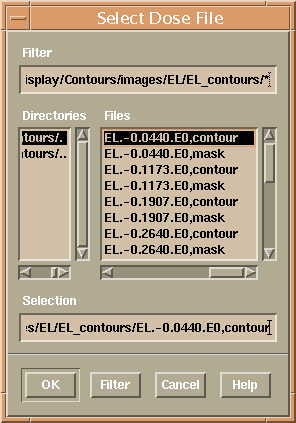 Select Dose File
Filter
isplay/Contours/images/EL/EL_contours/*
Directories Files
ntours/.
ntours/..
EL.-0.0440.E0,contour
EL.-0.0440.E0,mask
EL.-0.1173.E0,contour
EL.-0.1173.E0,mask
EL.-0.1907.E0,contour
EL.-0.1907.E0,mask
EL.-0.2640.E0,contour
EL.-0.2640.E0,mask
Selection
s/EL/EL_contours/EL.-0.0440.E0,contour
OK Filter Cancel Help